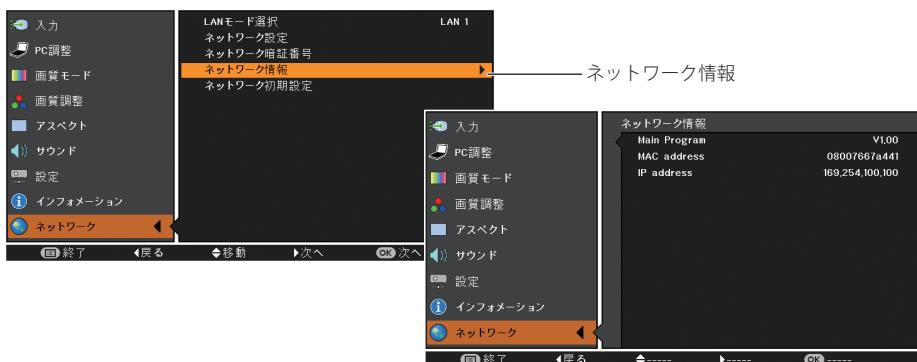 入力
PC調整
画質モード
画質調整
アスペクト
サウンド
設定
インフォメーション
ネットワーク
LANモード選択 LAN 1
ネットワーク設定
ネットワーク暗証番号
ネットワーク情報
ネットワーク初期設定
終了 戻る 移動 次へ OK 次へ
ネットワーク情報
入力
PC調整
画質モード
画質調整
アスペクト
サウンド
設定
インフォメーション
ネットワーク
ネットワーク情報
Main Program V1,00
MAC address 08007667a441
IP address 169,254,100,100
終了 戻る ----- ----- OK -----